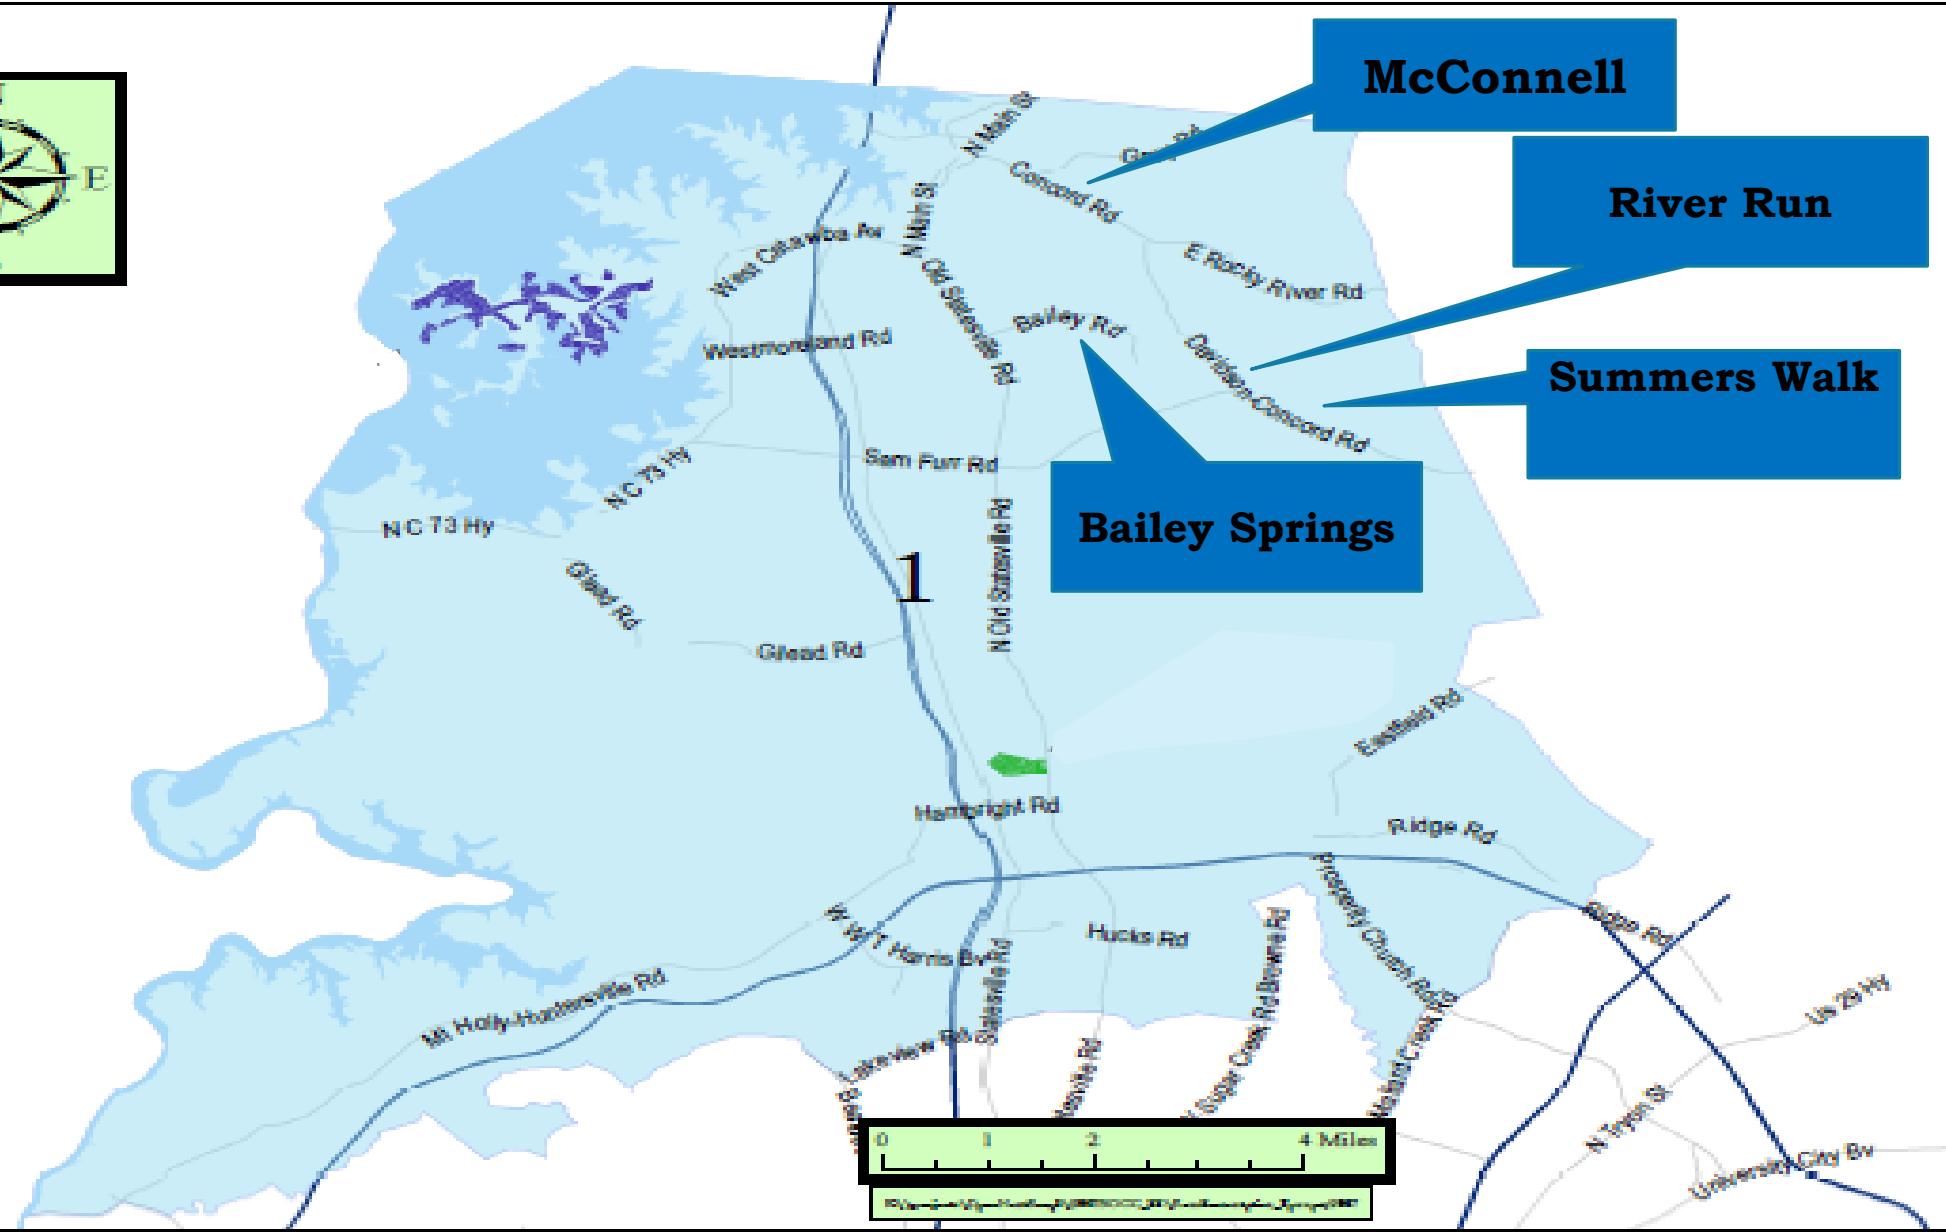 McConnell
River Run
Summers Walk
Bailey Springs
E
N Main St
Concord Rd
N Main St
West Catawba Av
E Rocky River Rd
Old Statesville Rd
Bailey Rd
Westmoreland Rd
Davidson-Concord Rd
Sam Furr Rd
N C 73 Hy
N C 73 Hy
N Old Statesville Rd
1
Gilead Rd
Gilead Rd
Eastfield Rd
Hambright Rd
Ridge Rd
Prosperity Church Rd
Ridge Rd
W W T Harris Bv
Hucks Rd
Statesville Rd
Browne Rd
Mt Holly-Huntersville Rd
Lakeview Rd
Sugar Creek Rd
Mallard Creek Rd
Us 29 Hy
N Tryon St
University City Bv
0 1 2 4 Miles